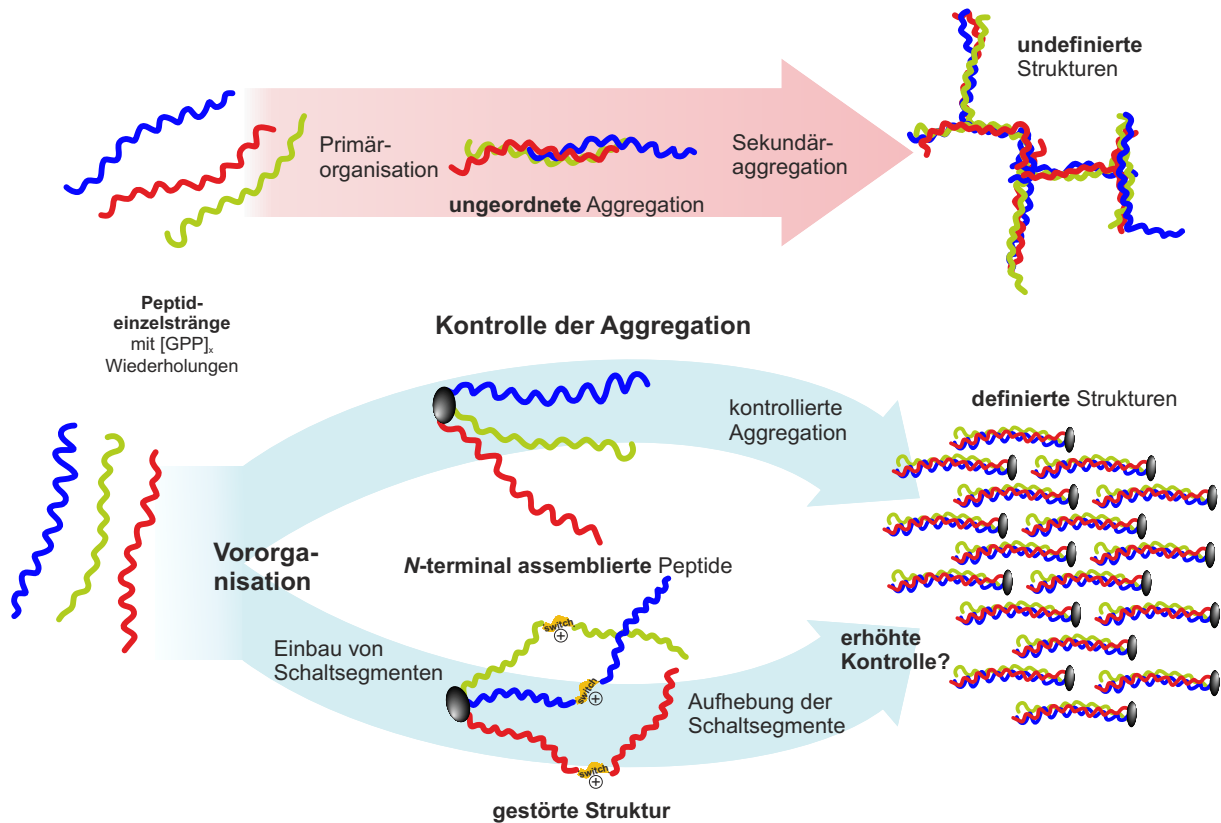 undefinierte
Strukturen
Primär-
organisation
Sekundär-
aggregation
ungeordnete Aggregation
Peptid-
einzelstränge
mit [GPP]ₓ
Wiederholungen
Kontrolle der Aggregation
kontrollierte
Aggregation
definierte Strukturen
Vororga-
nisation
N-terminal assemblierte Peptide
Einbau von
Schaltsegmenten
switch
+
switch
+
switch
+
Aufhebung der
Schaltsegmente
erhöhte
Kontrolle?
gestörte Struktur